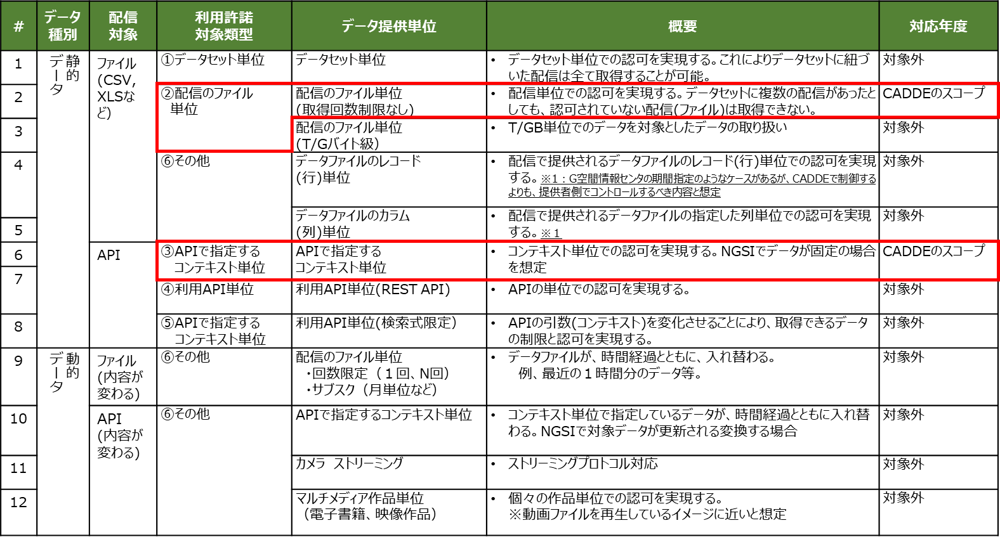 #
データ
種別
配信
対象
利用許諾
対象類型
データ提供単位
概要
対応年度
1
静的
データ
ファイル
(CSV,
XLSな
ど)
①データセット単位
データセット単位
• データセット単位での認可を実現する。これによりデータセットに紐づ
いた配信は全て取得することが可能。
対象外
2
②配信のファイル
単位
配信のファイル単位
(取得回数制限なし)
• 配信単位での認可を実現する。データセットに複数の配信があったと
しても、認可されていない配信(ファイル)は取得できない。
CADDEのスコープ
3
配信のファイル単位
(T/Gバイト級)
• T/GB単位でのデータを対象としたデータの取り扱い
対象外
4
⑥その他
データファイルのレコード
(行)単位
• 配信で提供されるデータファイルのレコード(行)単位での認可を実現
する。※1：G空間情報センタの期間指定のようなケースがあるが、CADDEで制御する
よりも、提供者側でコントロールするべき内容と想定
対象外
5
データファイルのカラム
(列)単位
• 配信で提供されるデータファイルの指定した列単位での認可を実現
する。※１
対象外
6
API
③APIで指定する
コンテキスト単位
APIで指定する
コンテキスト単位
• コンテキスト単位での認可を実現する。NGSIでデータが固定の場合
を想定
CADDEのスコープ
7
④利用API単位
利用API単位(REST API)
• APIの単位での認可を実現する。
対象外
8
⑤APIで指定する
コンテキスト単位
利用API単位(検索式限定)
• APIの引数(コンテキスト)を変化させることにより、取得できるデータ
の制限と認可を実現する。
対象外
9
動的
データ
ファイル
(内容が
変わる)
⑥その他
配信のファイル単位
・回数限定（１回、N回）
・サブスク（月単位など）
• データファイルが、時間経過とともに、入れ替わる。
例、最近の１時間分のデータ等。
対象外
10
API
(内容が
変わる)
⑥その他
APIで指定するコンテキスト単位
• コンテキスト単位で指定しているデータが、時間経過とともに入れ替
わる。NGSIで対象データが更新される変換する場合
対象外
11
カメラ ストリーミング
• ストリーミングプロトコル対応
対象外
12
マルチメディア作品単位
（電子書籍、映像作品）
• 個々の作品単位での認可を実現する。
※動画ファイルを再生しているイメージに近いと想定
対象外